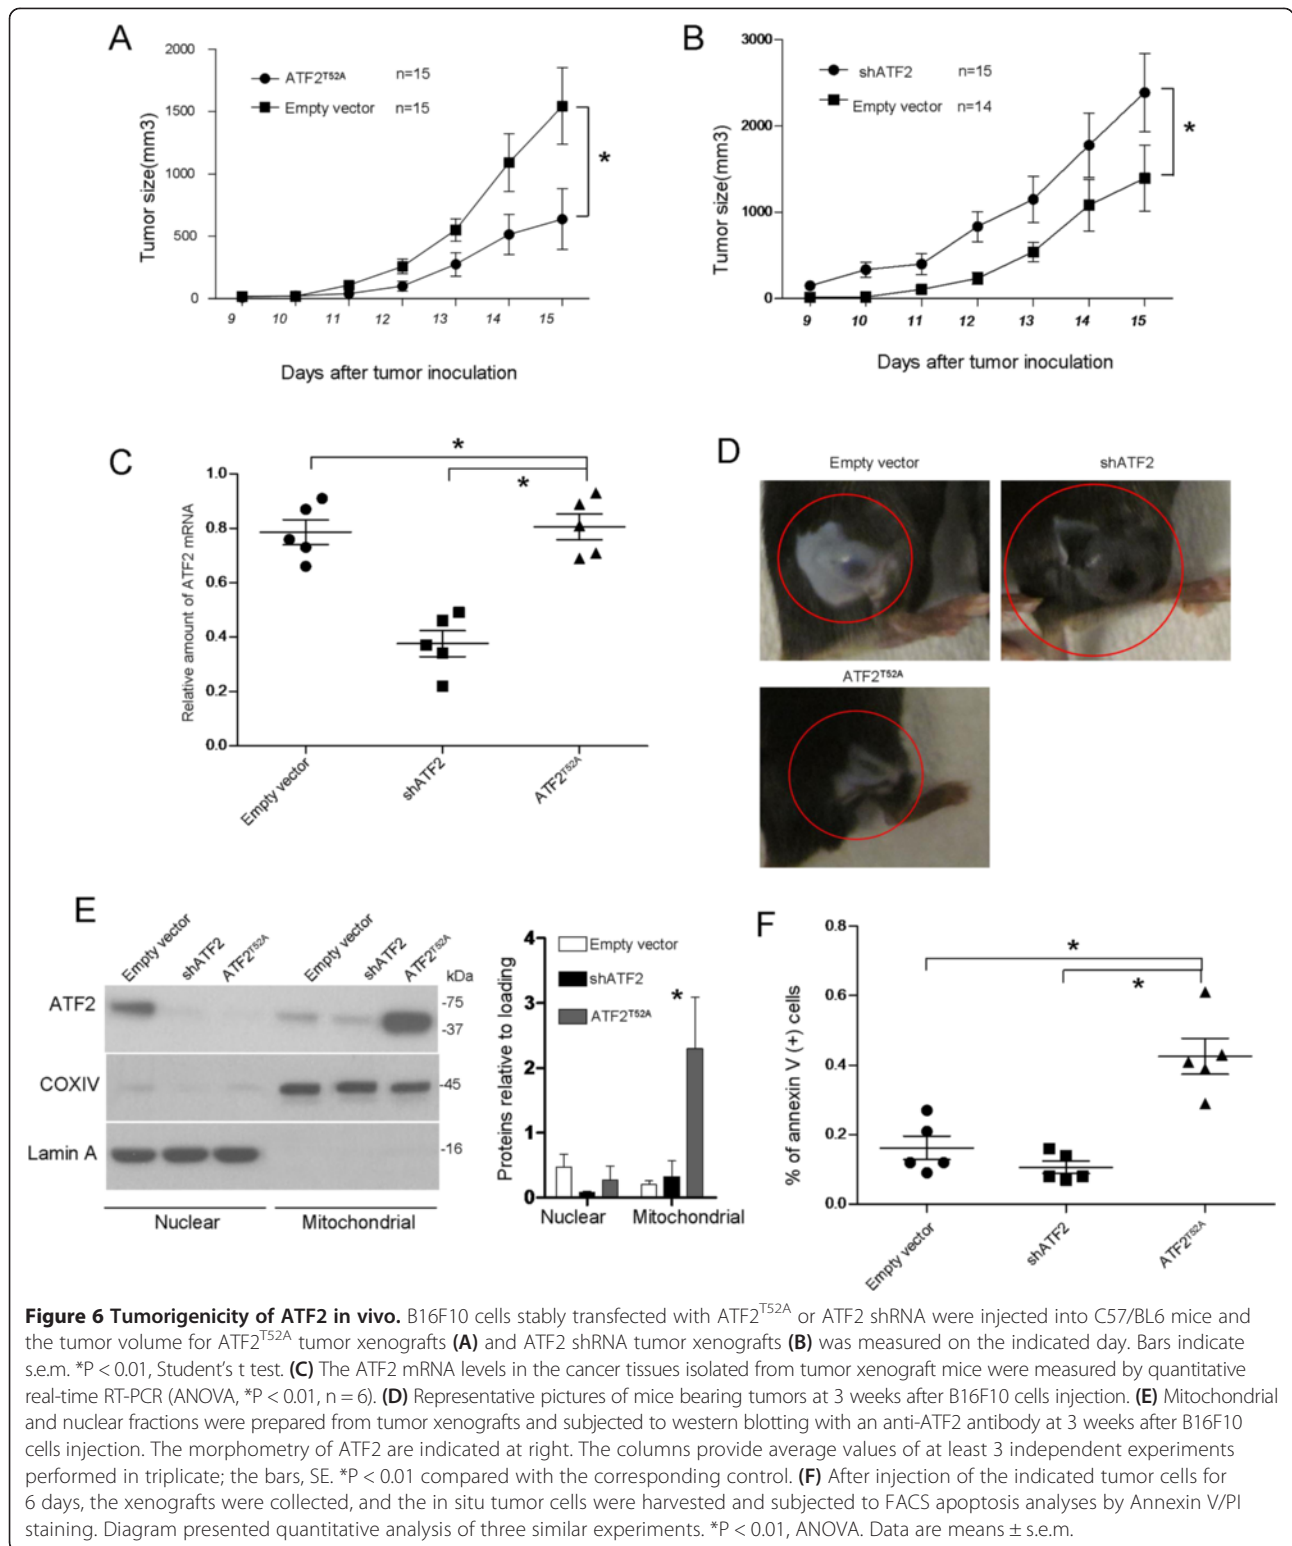 A
2000
1500
1000
500
0
Tumor size(mm3)
ATF2T52A n=15
Empty vector n=15
*
9 10 11 12 13 14 15
Days after tumor inoculation
B
3000
2000
1000
0
Tumor size(mm3)
shATF2 n=15
Empty vector n=14
*
9 10 11 12 13 14 15
Days after tumor inoculation
C
1.0
0.8
0.6
0.4
0.2
0.0
Relative amount of ATF2 mRNA
*
*
Empty vector shATF2 ATF2T52A
D
Empty vector shATF2
ATF2T52A
E
Empty vector shATF2 ATF2T52A Empty vector shATF2 ATF2T52A
kDa
ATF2
-75
-37
COXIV
-45
Lamin A
-16
Nuclear Mitochondrial
Proteins relative to loading
4
3
2
1
0
Empty vector
shATF2
ATF2T52A
*
Nuclear Mitochondrial
F
0.8
0.6
0.4
0.2
0.0
% of annexin V (+) cells
*
*
Empty vector shATF2 ATF2T52A
Figure 6 Tumorigenicity of ATF2 in vivo. B16F10 cells stably transfected with ATF2T52A or ATF2 shRNA were injected into C57/BL6 mice and
the tumor volume for ATF2T52A tumor xenografts (A) and ATF2 shRNA tumor xenografts (B) was measured on the indicated day. Bars indicate
s.e.m. *P < 0.01, Student's t test. (C) The ATF2 mRNA levels in the cancer tissues isolated from tumor xenograft mice were measured by quantitative
real-time RT-PCR (ANOVA, *P < 0.01, n = 6). (D) Representative pictures of mice bearing tumors at 3 weeks after B16F10 cells injection. (E) Mitochondrial
and nuclear fractions were prepared from tumor xenografts and subjected to western blotting with an anti-ATF2 antibody at 3 weeks after B16F10
cells injection. The morphometry of ATF2 are indicated at right. The columns provide average values of at least 3 independent experiments
performed in triplicate; the bars, SE. *P < 0.01 compared with the corresponding control. (F) After injection of the indicated tumor cells for
6 days, the xenografts were collected, and the in situ tumor cells were harvested and subjected to FACS apoptosis analyses by Annexin V/PI
staining. Diagram presented quantitative analysis of three similar experiments. *P < 0.01, ANOVA. Data are means ± s.e.m.